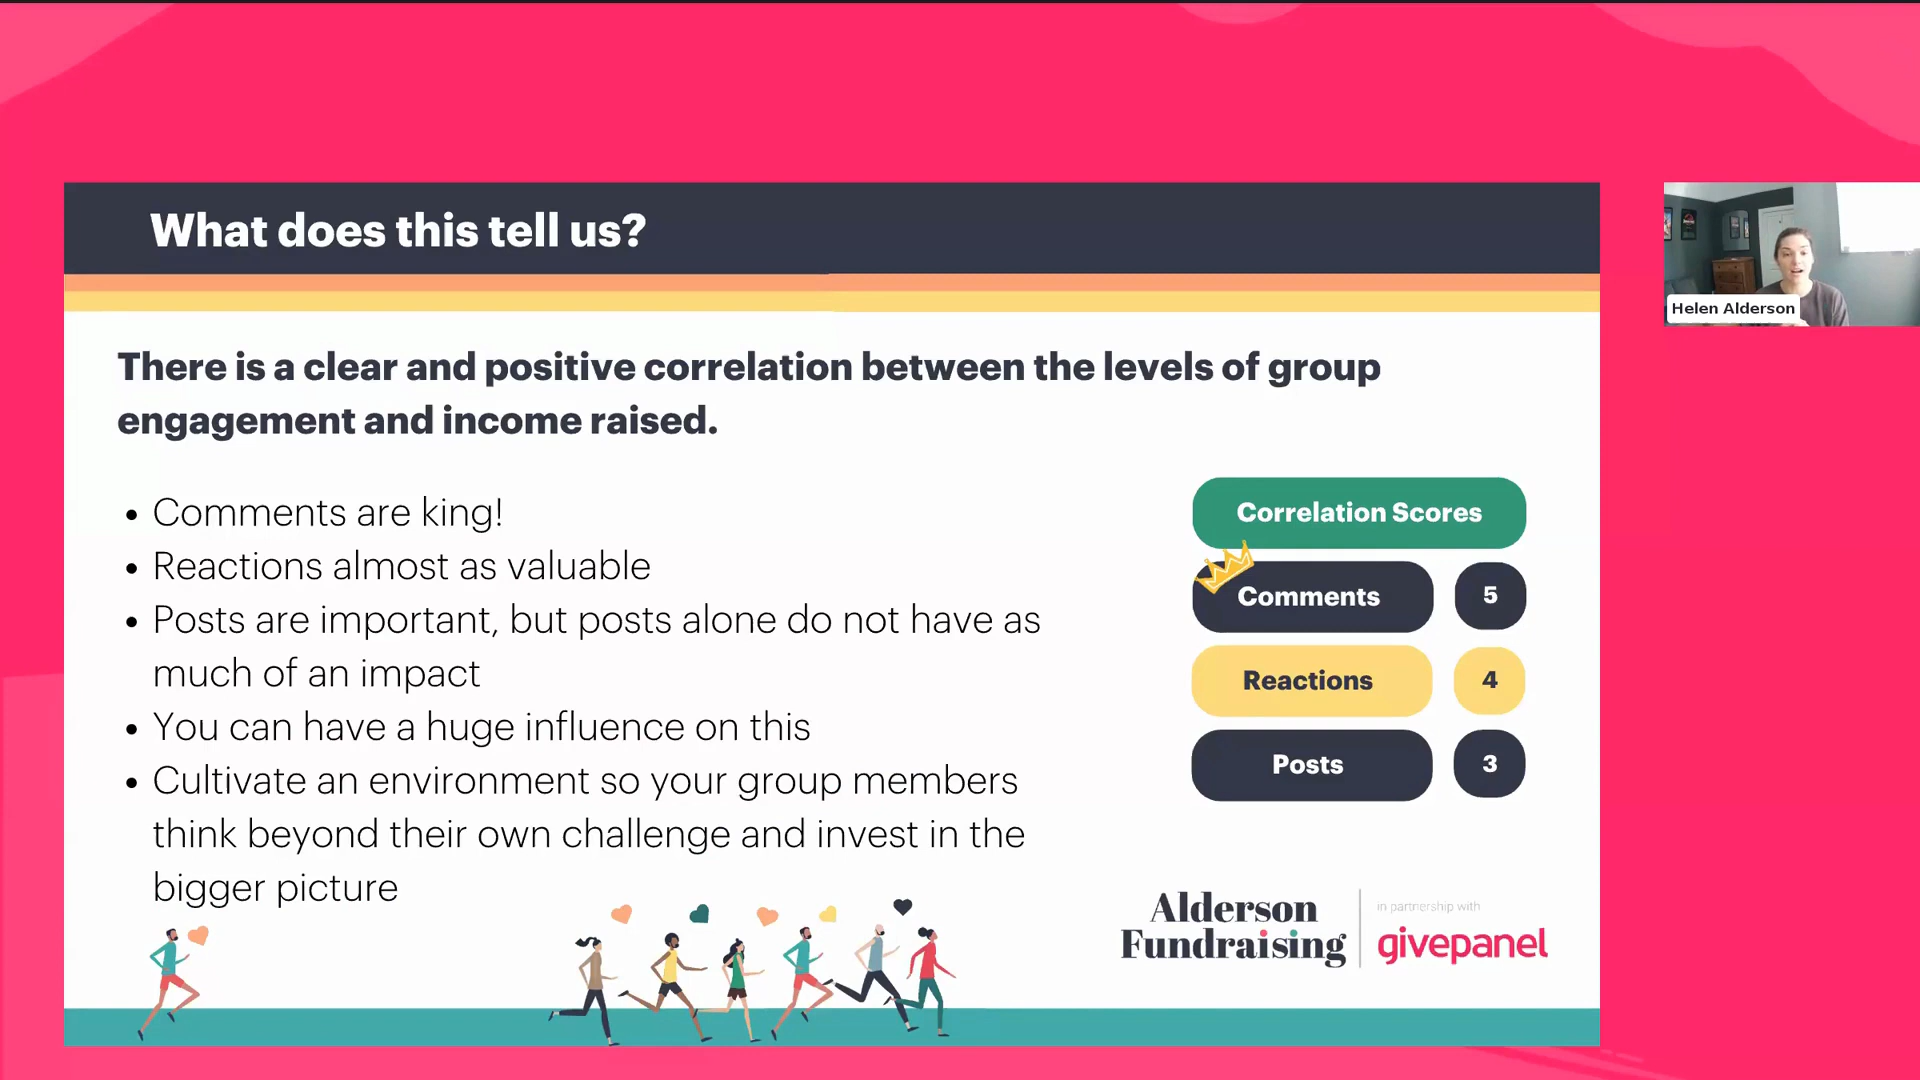 What does this tell us?
Helen Alderson
There is a clear and positive correlation between the levels of group
engagement and income raised.
• Comments are king!
• Reactions almost as valuable
• Posts are important, but posts alone do not have as
much of an impact
• You can have a huge influence on this
• Cultivate an environment so your group members
think beyond their own challenge and invest in the
bigger picture
Correlation Scores
Comments 5
Reactions 4
Posts 3
Alderson
Fundraising
in partnership with
givepanel